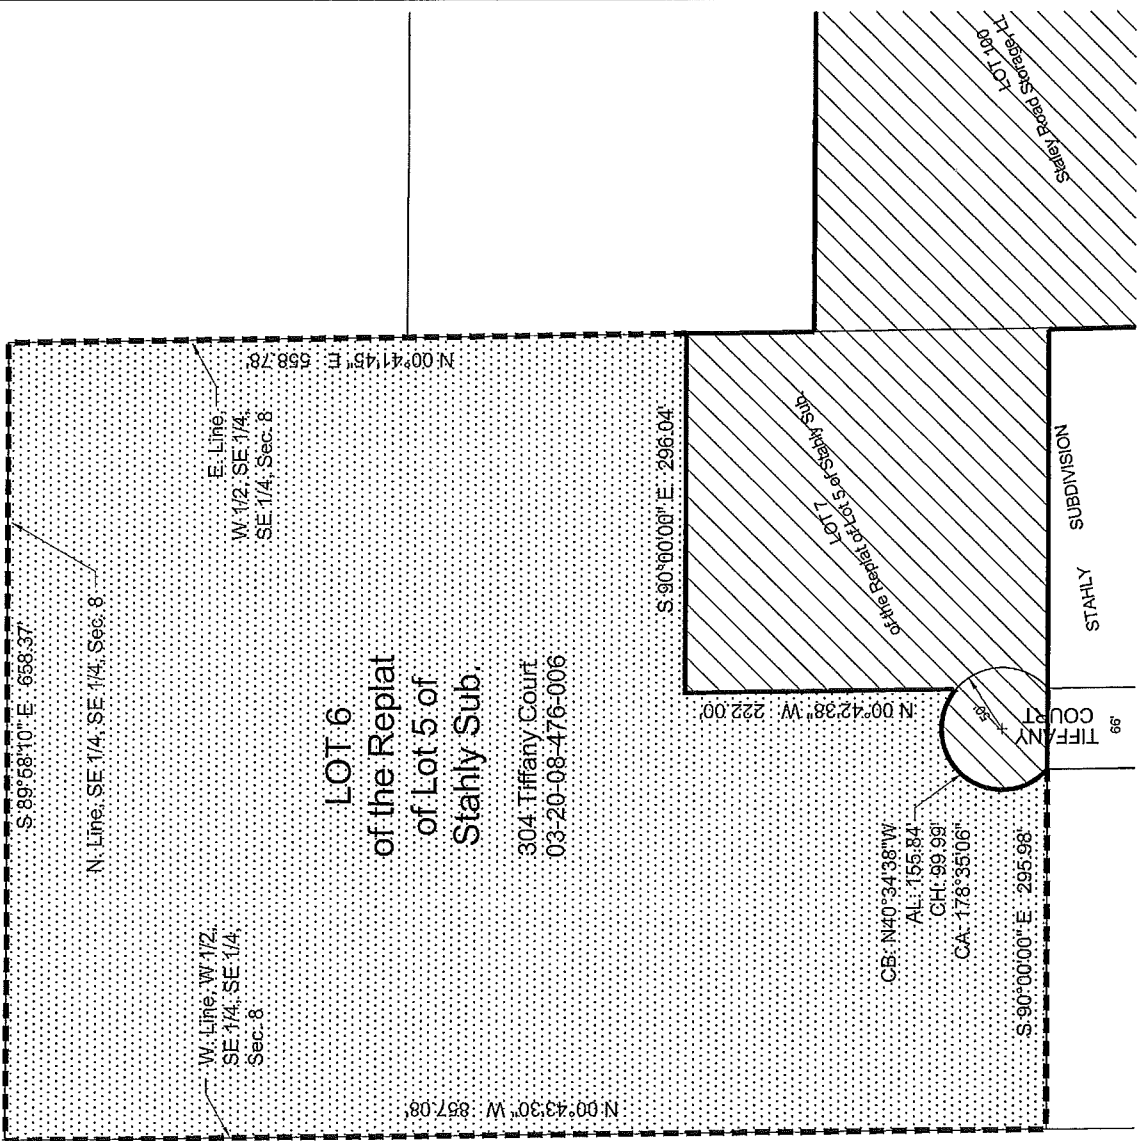 S 89°58'10" E 658.37'
N. Line, SE 1/4, SE 1/4, Sec. 8
W. Line, W 1/2,
SE 1/4, SE 1/4,
Sec. 8
E. Line,
W 1/2, SE 1/4,
SE 1/4, Sec. 8
N 00°41'45" E 558.78'
LOT 6
of the Replat
of Lot 5 of
Stahly Sub.
304 Tiffany Court
03-20-08-476-006
N 00°43'30" W 857.08'
S 90°00'00" E 296.04'
N 00°42'38" W 222.00'
LOT 7
of the Replat of Lot 5 of Stahly Sub.
LOT 100
Staley Road Storage,
CB: N40°34'38"W
AL: 155.84'
CH: 99.99'
CA: 178°35'06"
S 90°00'00" E 295.98'
50'
TIFFANY
COURT
66'
STAHLY SUBDIVISION